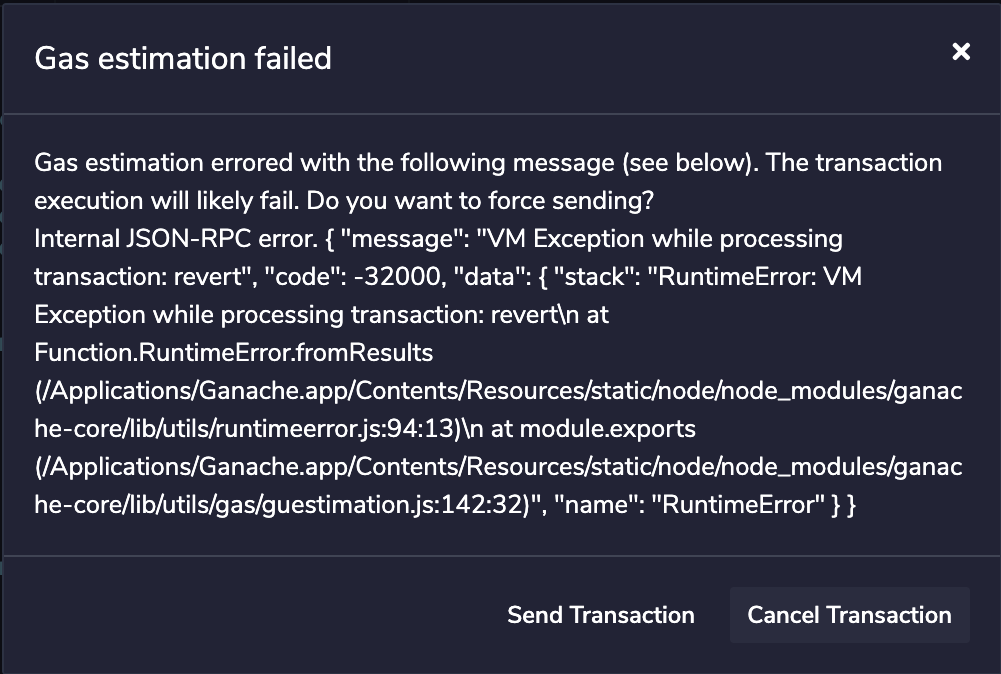 Gas estimation failed
Gas estimation errored with the following message (see below). The transaction
execution will likely fail. Do you want to force sending?
Internal JSON-RPC error. { "message": "VM Exception while processing
transaction: revert", "code": -32000, "data": { "stack": "RuntimeError: VM
Exception while processing transaction: revert\n at
Function.RuntimeError.fromResults
(/Applications/Ganache.app/Contents/Resources/static/node/node_modules/ganac
he-core/lib/utils/runtimeerror.js:94:13)\n at module.exports
(/Applications/Ganache.app/Contents/Resources/static/node/node_modules/ganac
he-core/lib/utils/gas/guestimation.js:142:32)", "name": "RuntimeError" } }
Send Transaction
Cancel Transaction